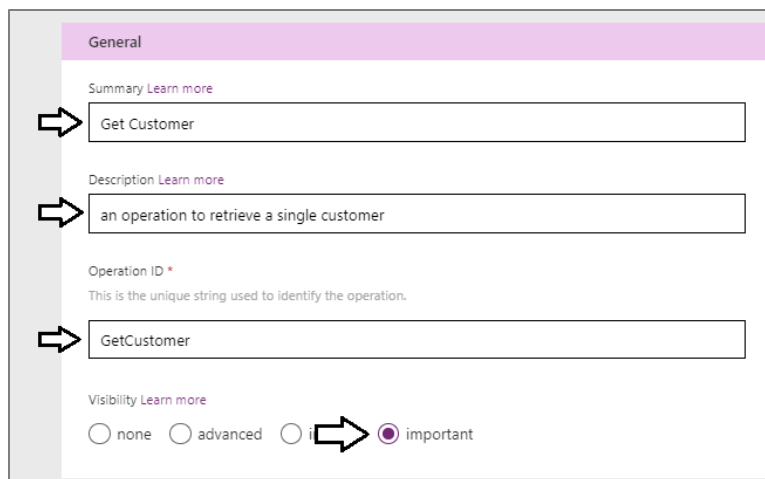 General
Summary Learn more
Get Customer
Description Learn more
an operation to retrieve a single customer
Operation ID *
This is the unique string used to identify the operation.
GetCustomer
Visibility Learn more
none advanced important